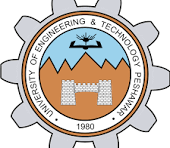 UNIVERSITY OF ENGINEERING & TECHNOLOGY PESHAWAR
1980